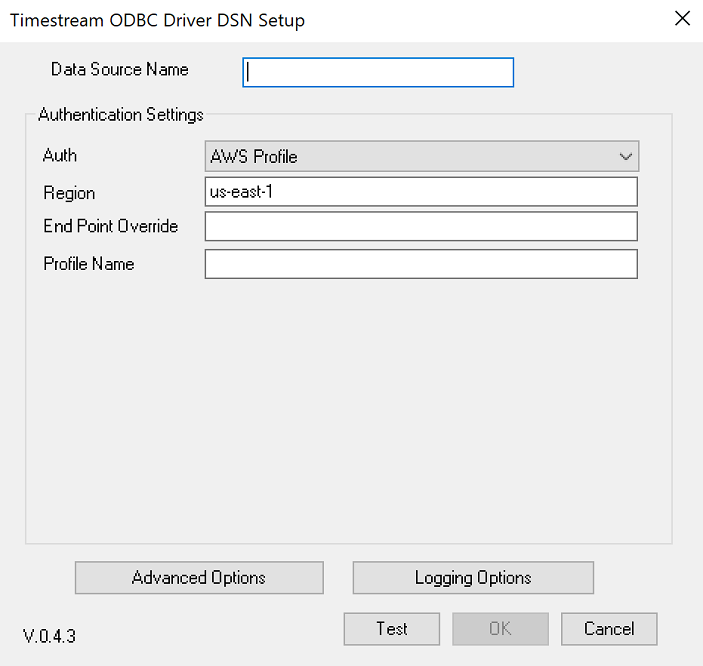 Timestream ODBC Driver DSN Setup
Data Source Name
Authentication Settings
Auth AWS Profile
Region us-east-1
End Point Override
Profile Name
Advanced Options Logging Options
V.0.4.3 Test OK Cancel